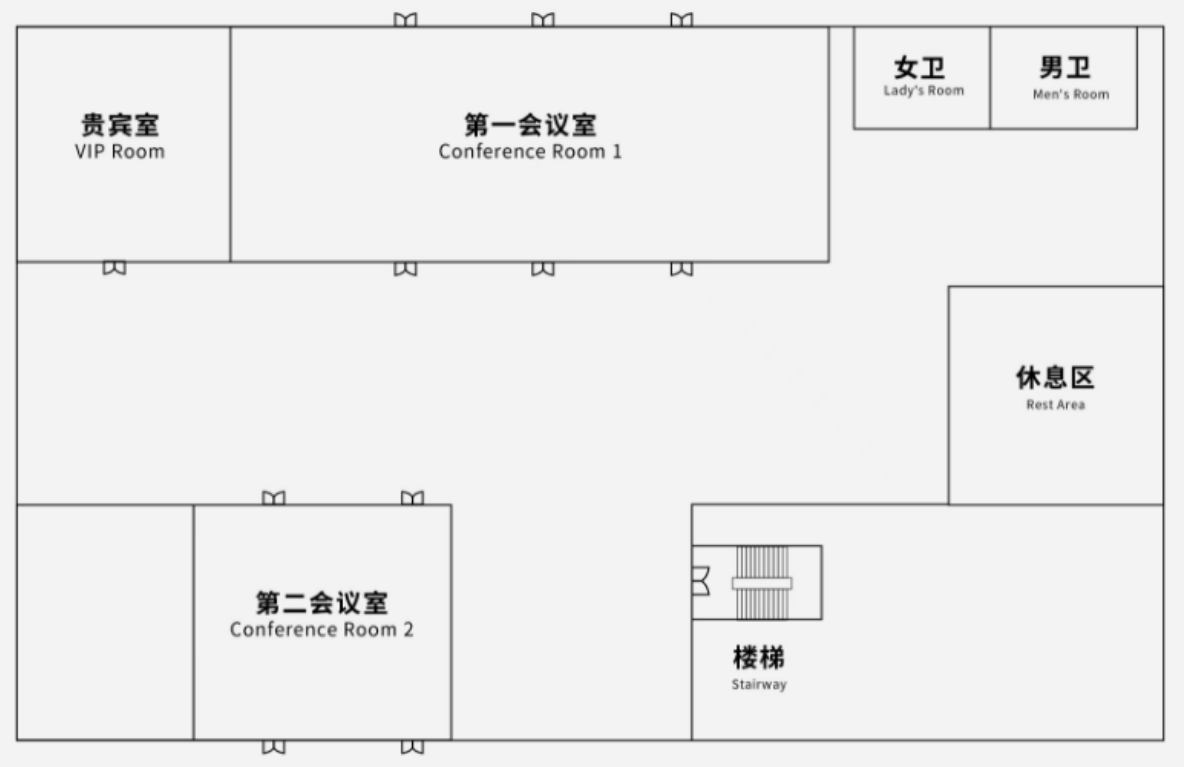 贵宾室
VIP Room
第一会议室
Conference Room 1
女卫
Lady's Room
男卫
Men's Room
休息区
Rest Area
第二会议室
Conference Room 2
楼梯
Stairway